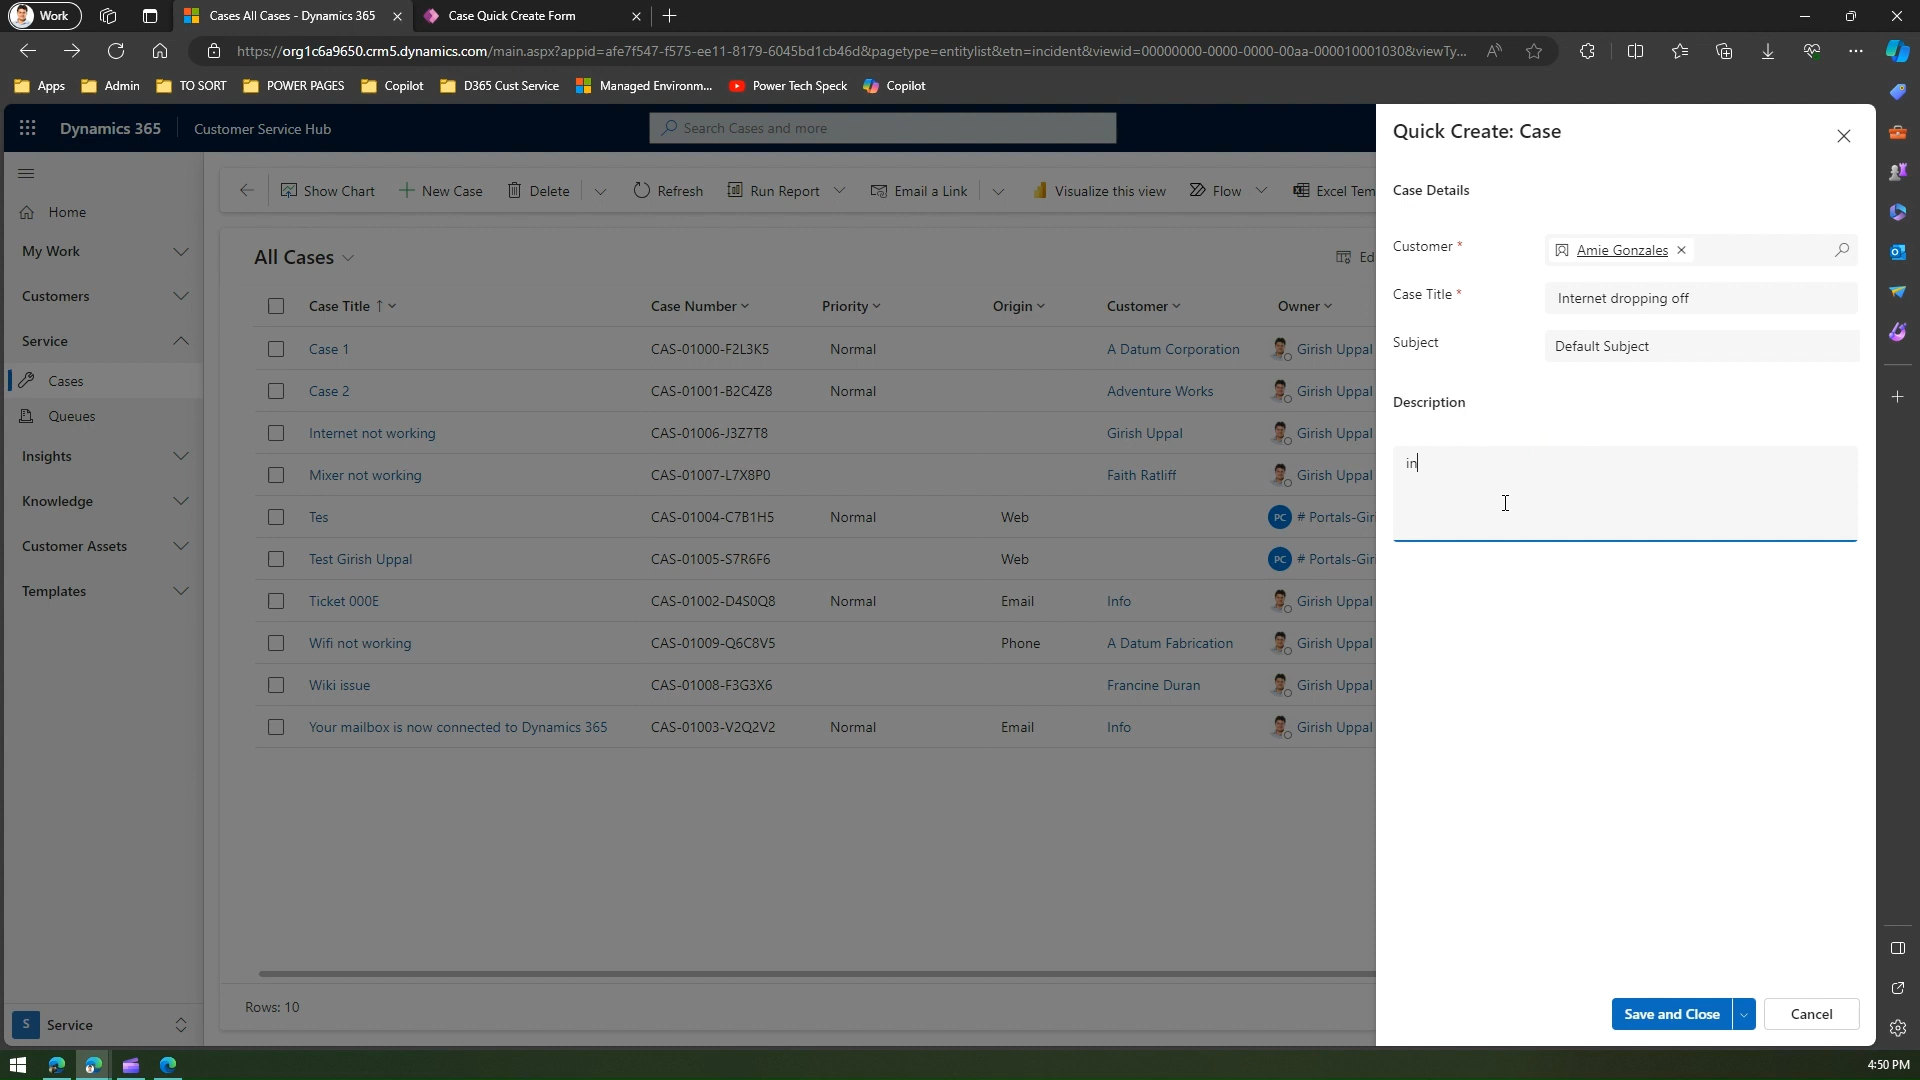 Work
Cases All Cases - Dynamics 365
Case Quick Create Form
https://org1c6a9650.crm5.dynamics.com/main.aspx?appid=afe7f547-f575-ee11-8179-6045bd1cb46d&pagetype=entitylist&etn=incident&viewid=00000000-0000-0000-00aa-000010001030&viewTy...
Apps
Admin
TO SORT
POWER PAGES
Copilot
D365 Cust Service
Managed Environm...
Power Tech Speck
Copilot
Dynamics 365
Customer Service Hub
Search Cases and more
Home
My Work
Customers
Service
Cases
Queues
Insights
Knowledge
Customer Assets
Templates
S Service
Show Chart
New Case
Delete
Refresh
Run Report
Email a Link
Visualize this view
Flow
Excel Tem
All Cases
Ed
Case Title ↑ Case Number Priority Origin Customer Owner
Case 1 CAS-01000-F2L3K5 Normal A Datum Corporation Girish Uppal
Case 2 CAS-01001-B2C4Z8 Normal Adventure Works Girish Uppal
Internet not working CAS-01006-J3Z7T8 Girish Uppal Girish Uppal
Mixer not working CAS-01007-L7X8P0 Faith Ratliff Girish Uppal
Tes CAS-01004-C7B1H5 Normal Web PC # Portals-Giri
Test Girish Uppal CAS-01005-S7R6F6 Web PC # Portals-Giri
Ticket 000E CAS-01002-D4S0Q8 Normal Email Info Girish Uppal
Wifi not working CAS-01009-Q6C8V5 Phone A Datum Fabrication Girish Uppal
Wiki issue CAS-01008-F3G3X6 Francine Duran Girish Uppal
Your mailbox is now connected to Dynamics 365 CAS-01003-V2Q2V2 Normal Email Info Girish Uppal
Rows: 10
Quick Create: Case
Case Details
Customer * Amie Gonzales
Case Title * Internet dropping off
Subject Default Subject
Description
in
Save and Close
Cancel
4:50 PM